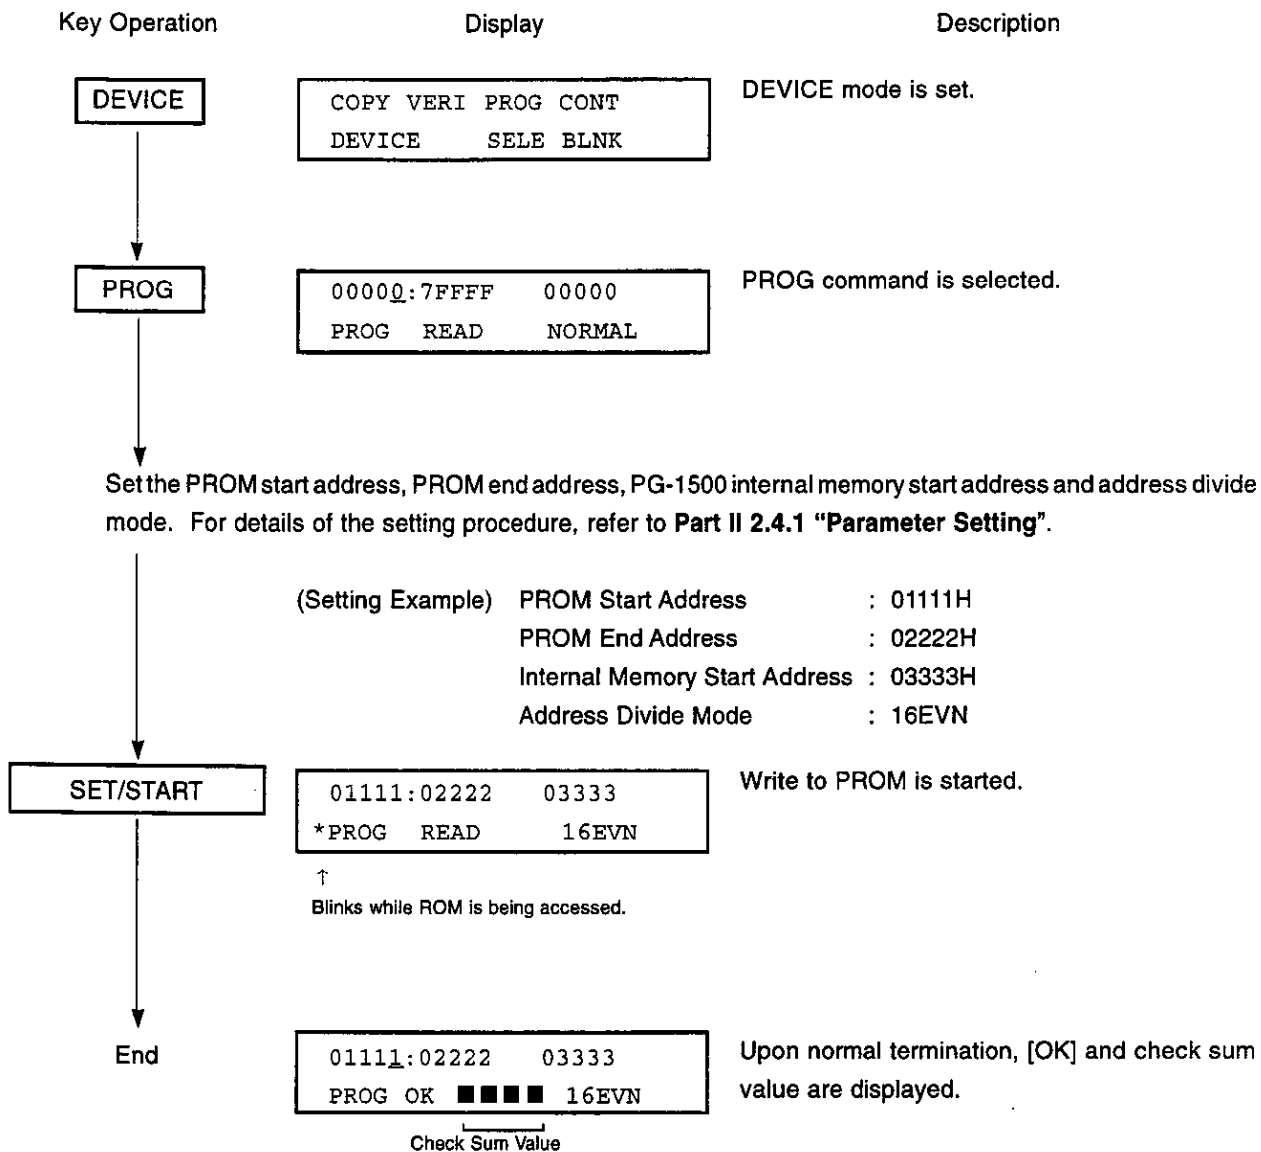 Key Operation Display Description
DEVICE COPY VERI PROG CONT DEVICE mode is set.
DEVICE SELE BLNK
PROG 00000:7FFFF 00000 PROG command is selected.
PROG READ NORMAL
Set the PROM start address, PROM end address, PG-1500 internal memory start address and address divide
mode. For details of the setting procedure, refer to Part II 2.4.1 "Parameter Setting".
(Setting Example) PROM Start Address : 01111H
PROM End Address : 02222H
Internal Memory Start Address : 03333H
Address Divide Mode : 16EVN
SET/START 01111:02222 03333 Write to PROM is started.
*PROG READ 16EVN
↑
Blinks while ROM is being accessed.
End 01111:02222 03333 Upon normal termination, [OK] and check sum
PROG OK ■■■■ 16EVN value are displayed.
Check Sum Value